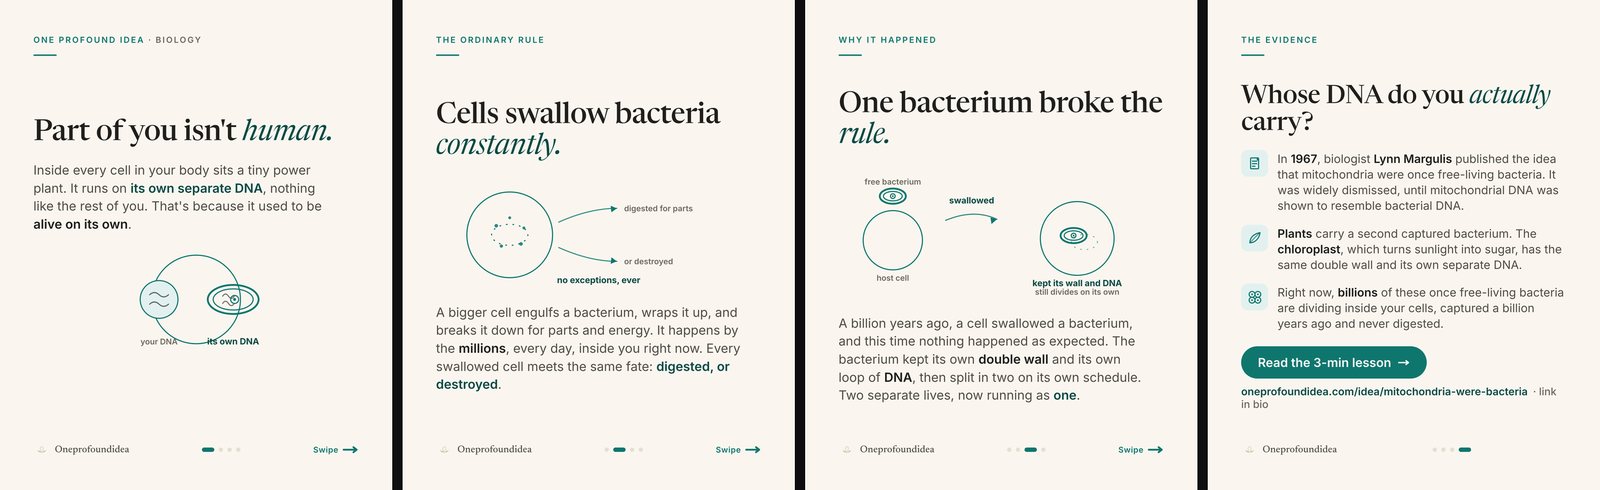 ONE PROFOUND IDEA · BIOLOGY
Part of you isn't human.
Inside every cell in your body sits a tiny power
plant. It runs on its own separate DNA, nothing
like the rest of you. That's because it used to be
alive on its own.
your DNA
its own DNA
Oneprofoundidea
Swipe →
THE ORDINARY RULE
Cells swallow bacteria
constantly.
digested for parts
or destroyed
no exceptions, ever
A bigger cell engulfs a bacterium, wraps it up, and
breaks it down for parts and energy. It happens by
the millions, every day, inside you right now. Every
swallowed cell meets the same fate: digested, or
destroyed.
Oneprofoundidea
Swipe →
WHY IT HAPPENED
One bacterium broke the
rule.
free bacterium
swallowed
host cell
kept its wall and DNA
still divides on its own
A billion years ago, a cell swallowed a bacterium,
and this time nothing happened as expected. The
bacterium kept its own double wall and its own
loop of DNA, then split in two on its own schedule.
Two separate lives, now running as one.
Oneprofoundidea
Swipe →
THE EVIDENCE
Whose DNA do you actually
carry?
In 1967, biologist Lynn Margulis published the idea
that mitochondria were once free-living bacteria. It
was widely dismissed, until mitochondrial DNA was
shown to resemble bacterial DNA.
Plants carry a second captured bacterium. The
chloroplast, which turns sunlight into sugar, has the
same double wall and its own separate DNA.
Right now, billions of these once free-living bacteria
are dividing inside your cells, captured a billion
years ago and never digested.
Read the 3-min lesson →
oneprofoundidea.com/idea/mitochondria-were-bacteria · link
in bio
Oneprofoundidea